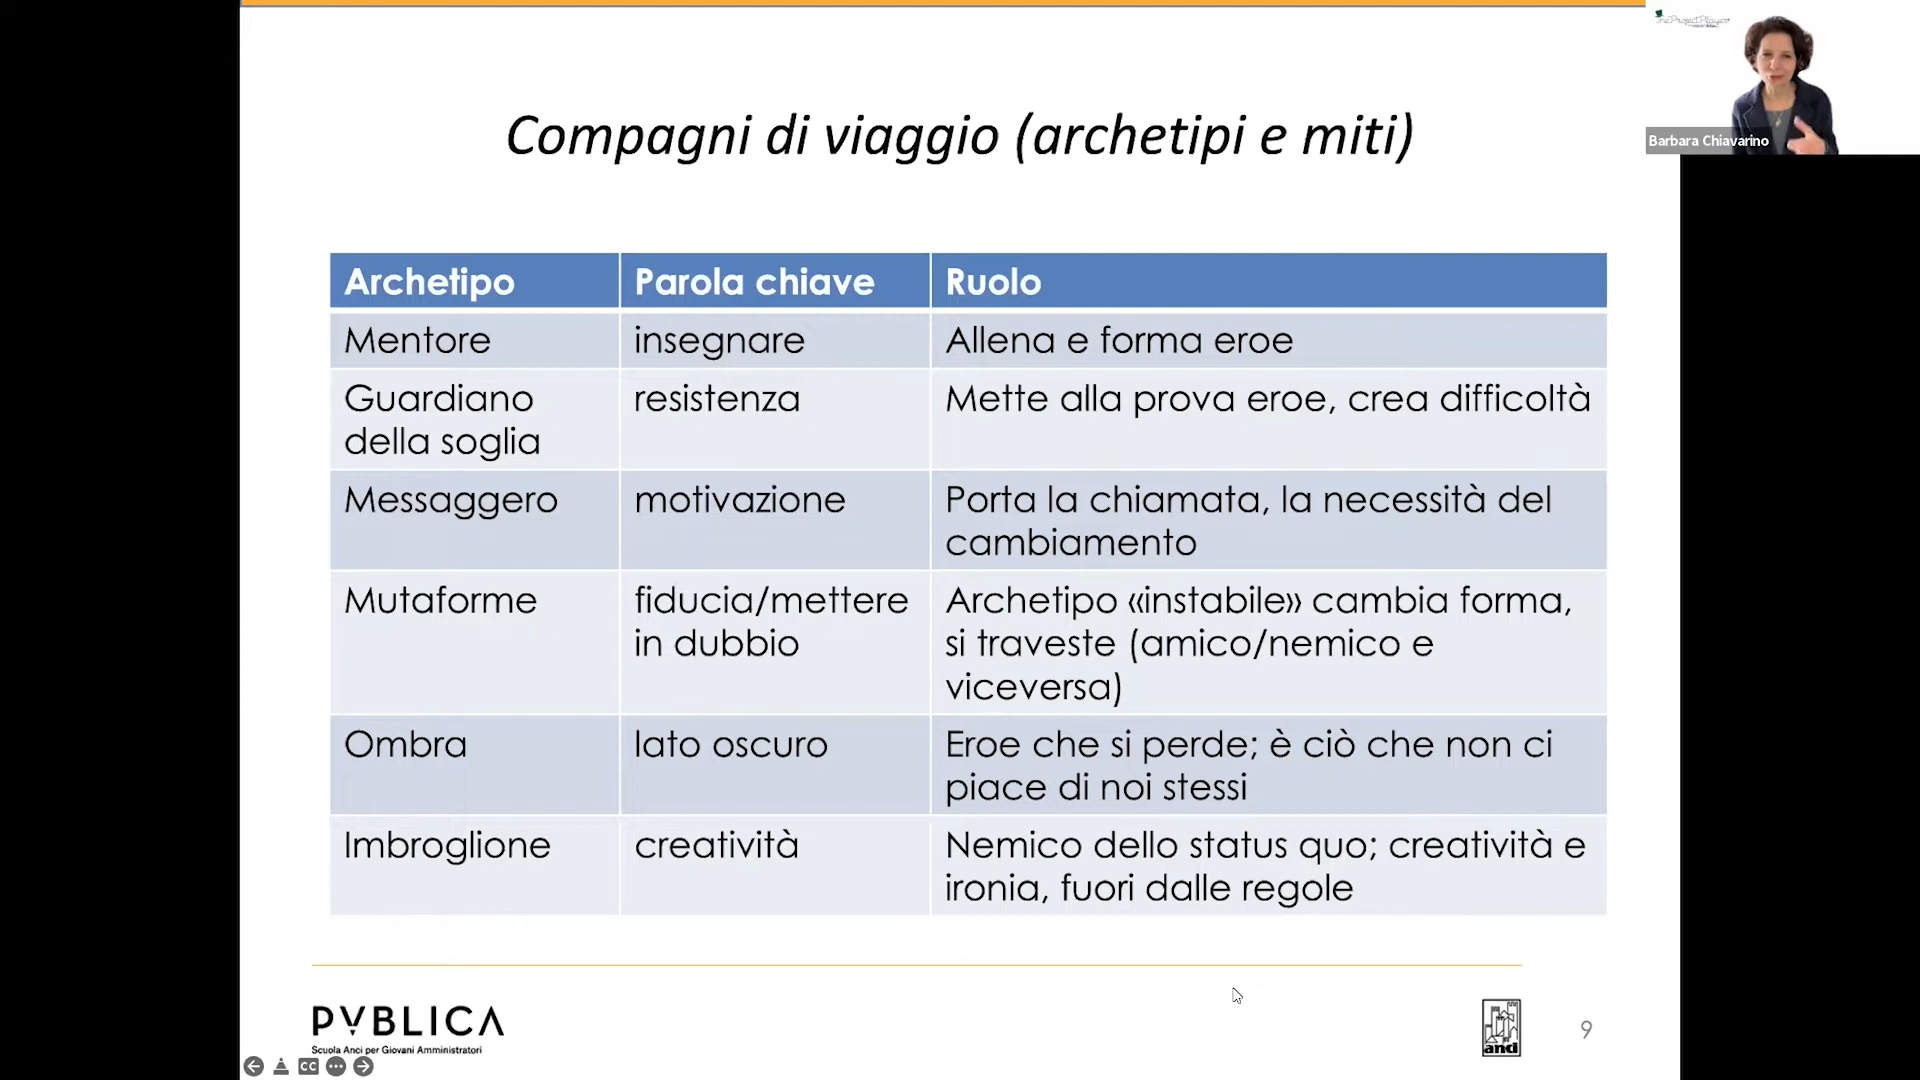 TheProjectPlayer
Barbara Chiavarino
Compagni di viaggio (archetipi e miti)
Archetipo Parola chiave Ruolo
Mentore insegnare Allena e forma eroe
Guardiano della soglia resistenza Mette alla prova eroe, crea difficoltà
Messaggero motivazione Porta la chiamata, la necessità del
cambiamento
Mutaforme fiducia/mettere in dubbio Archetipo «instabile» cambia forma,
si traveste (amico/nemico e
viceversa)
Ombra lato oscuro Eroe che si perde; è ciò che non ci
piace di noi stessi
Imbroglione creatività Nemico dello status quo; creatività e
ironia, fuori dalle regole
PVBLICA
Scuola Anci per Giovani Amministratori
anci
9
CC